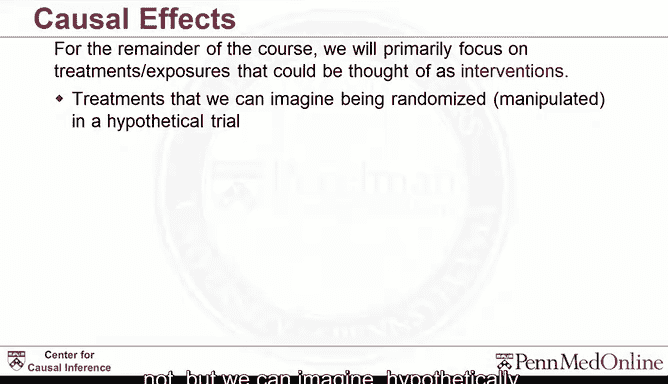 Causal Effects
For the remainder of the course, we will primarily focus on
treatments/exposures that could be thought of as interventions.
❖ Treatments that we can imagine being randomized (manipulated)
in a hypothetical trial
Center for
Causal Inference
PennMedOnline
not, but we can imagine, hypothetically